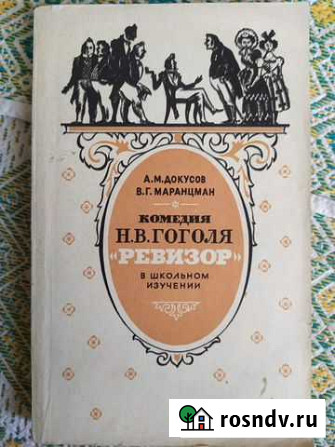 А.М.ДОКУСОВ
В.Г.МАРАНЦМАН
КОМЕДИЯ
Н.В.ГОГОЛЯ
«РЕВИЗОР»
В ШКОЛЬНОМ
ИЗУЧЕНИИ
rosndv.ru